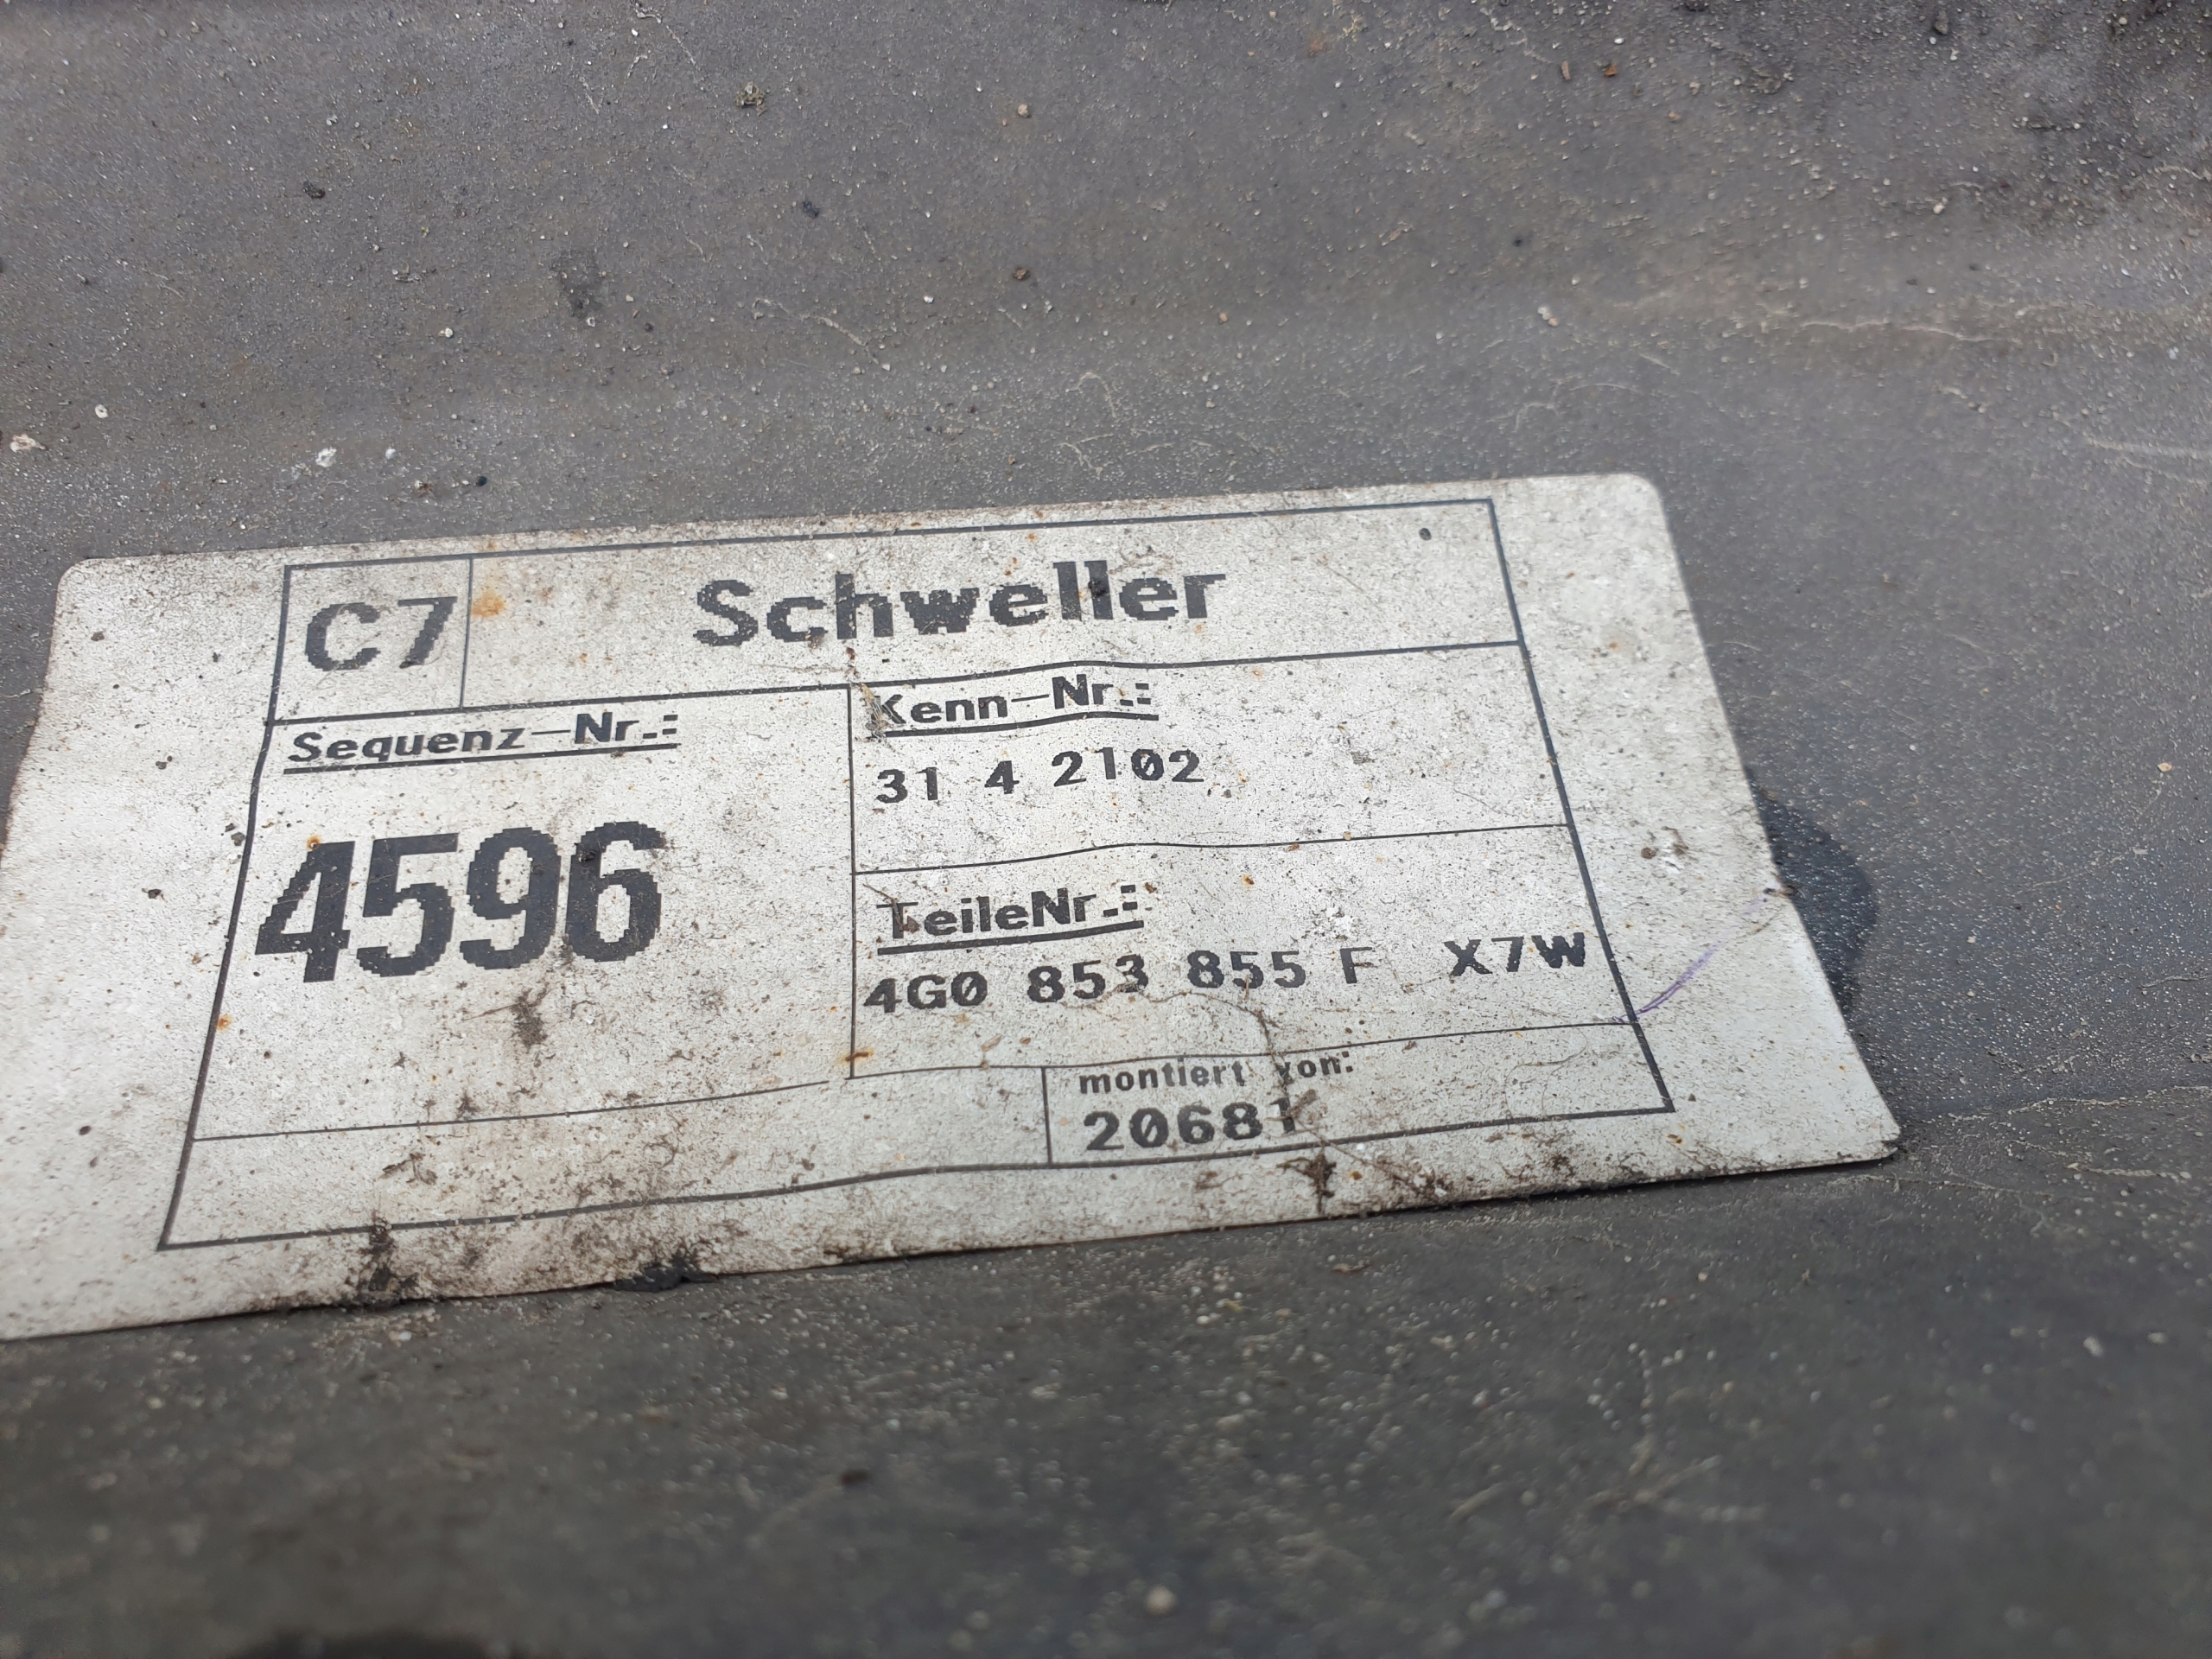 C7 Schweller
Sequenz-Nr.:
4596
Kenn-Nr.:
31 4 2102
TeileNr.:
4G0 853 855 F X7W
montiert von:
20681